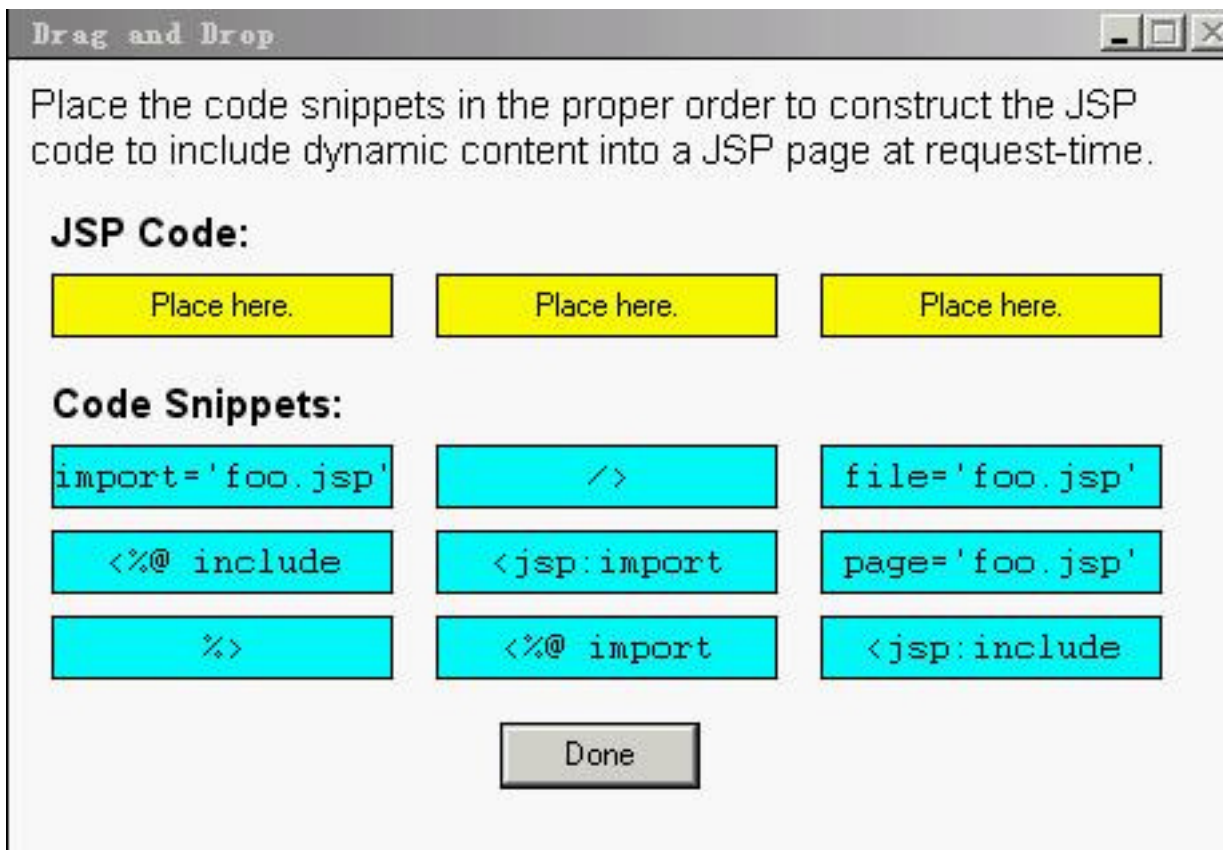 Drag and Drop
Place the code snippets in the proper order to construct the JSP
code to include dynamic content into a JSP page at request-time.
JSP Code:
Place here. Place here. Place here.
Code Snippets:
import='foo.jsp' /> file='foo.jsp'
<%@ include <jsp:import page='foo.jsp'
%> <%@ import <jsp:include
Done